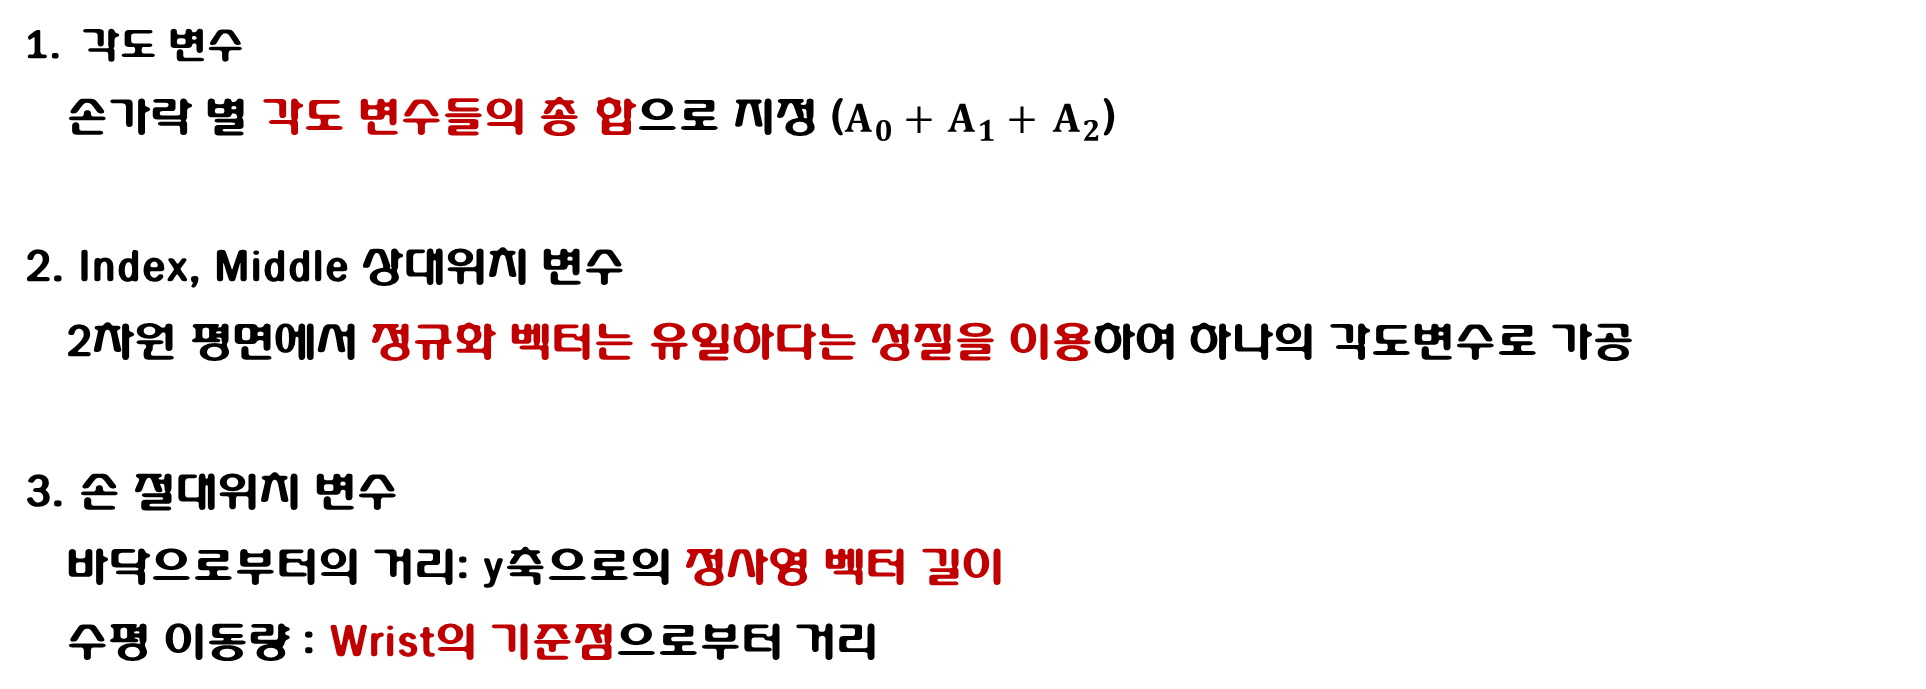 1. 각도 변수
손가락 별 각도 변수들의 총 합으로 지정 (A₀ + A₁ + A₂)
2. Index, Middle 상대위치 변수
2차원 평면에서 정규화 벡터는 유일하다는 성질을 이용하여 하나의 각도변수로 가공
3. 손 절대위치 변수
바닥으로부터의 거리: y축으로의 정사영 벡터 길이
수평 이동량 : Wrist의 기준점으로부터 거리